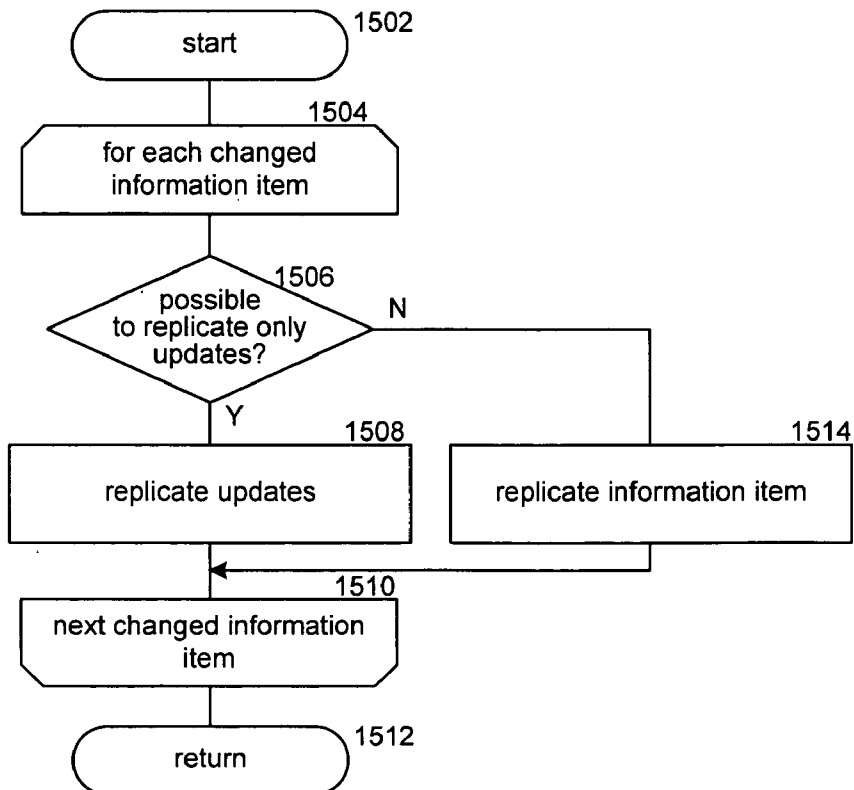 1502
start
1504
for each changed
information item
1506
possible
to replicate only
updates?
N
Y
1508
replicate updates
1514
replicate information item
1510
next changed information
item
1512
return